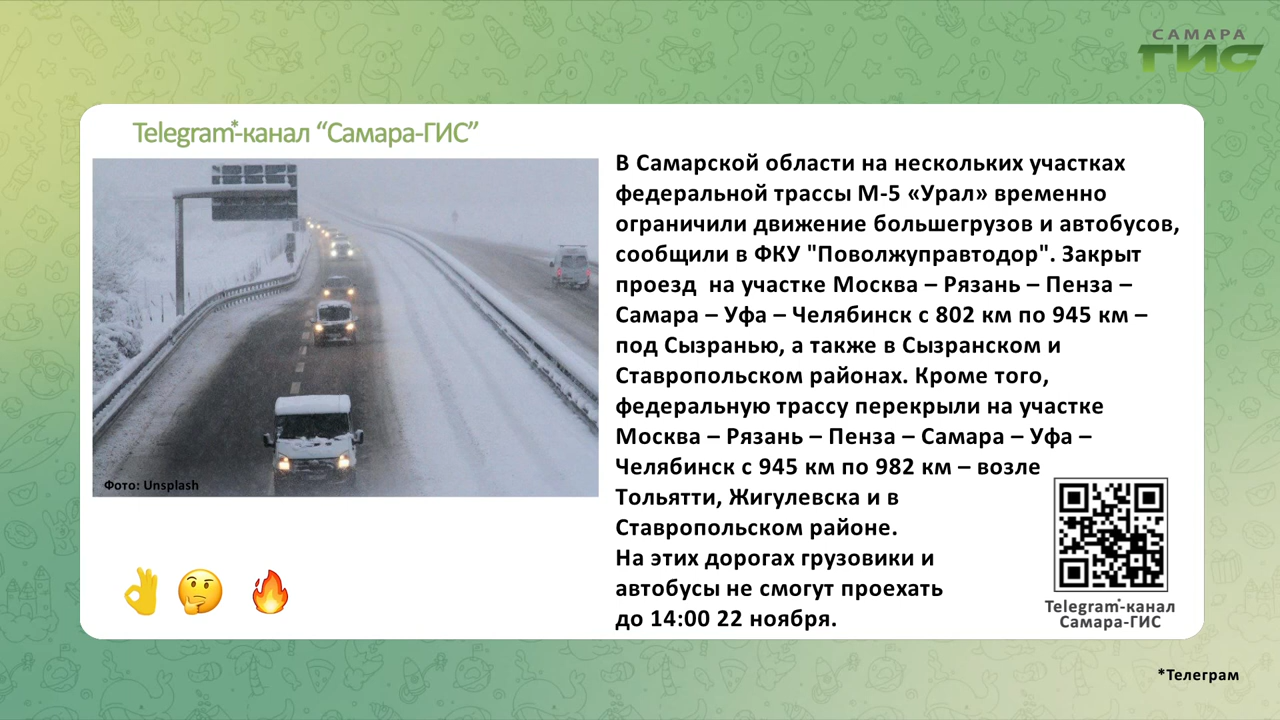 САМАРА
ГИС
Telegram*-канал “Самара-ГИС”
В Самарской области на нескольких участках
федеральной трассы М-5 «Урал» временно
ограничили движение большегрузов и автобусов,
сообщили в ФКУ "Поволжуправтодор". Закрыт
проезд  на участке Москва – Рязань – Пенза –
Самара – Уфа – Челябинск с 802 км по 945 км –
под Сызранью, а также в Сызранском и
Ставропольском районах. Кроме того,
федеральную трассу перекрыли на участке
Москва – Рязань – Пенза – Самара – Уфа –
Челябинск с 945 км по 982 км – возле
Тольятти, Жигулевска и в
Ставропольском районе.
На этих дорогах грузовики и
автобусы не смогут проехать
до 14:00 22 ноября.
Фото: Unsplash
Telegram*-канал
Самара-ГИС
*Телеграм